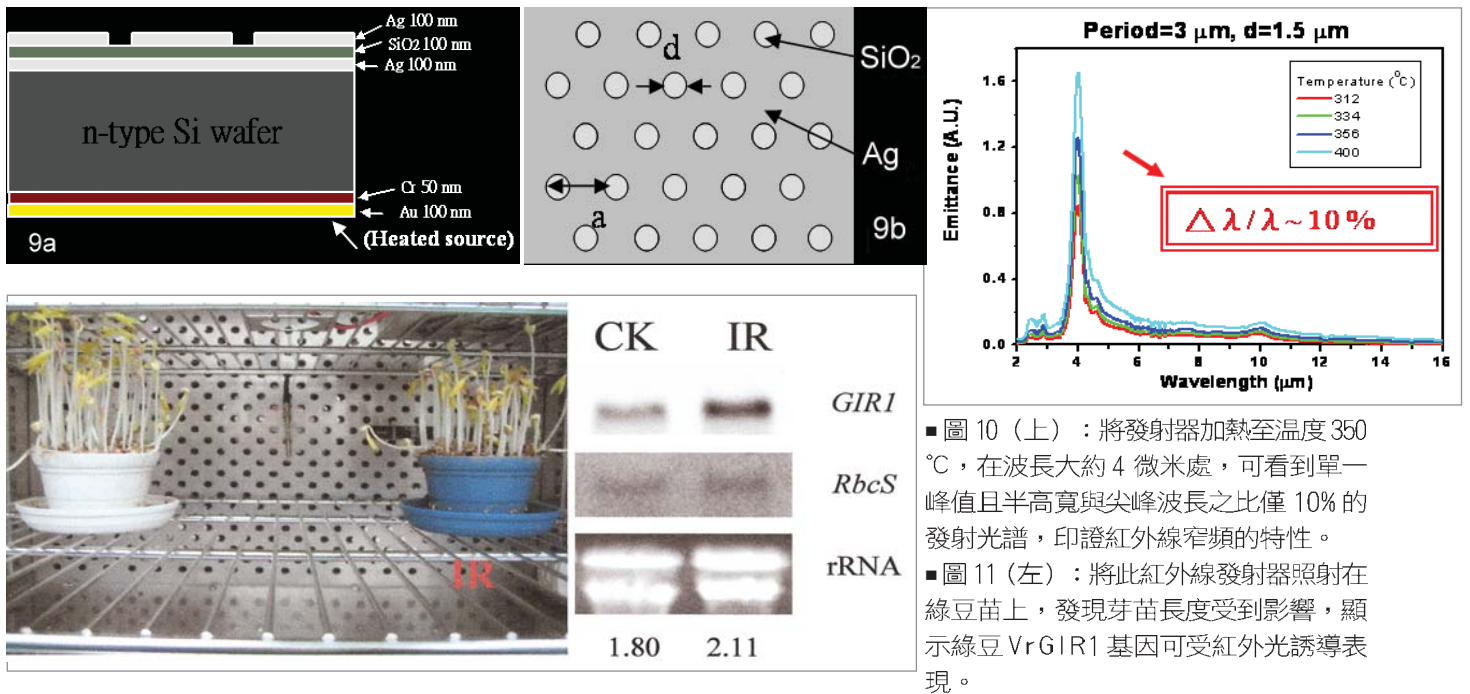 Ag 100 nm
SiO2 100 nm
Ag 100 nm
n-type Si wafer
Cr 50 nm
Au 100 nm
(Heated source)
9a
d
SiO2
Ag
a
9b
Period=3 μm, d=1.5 μm
Emittance (A.U.)
1.6
1.2
0.8
0.4
0.0
Temperature (°C)
312
334
356
400
△ λ / λ ~ 10 %
2 4 6 8 10 12 14 16
Wavelength (μm)
IR
CK IR
GIR1
RbcS
rRNA
1.80 2.11
■圖 10（上）：將發射器加熱至溫度 350
℃，在波長大約 4 微米處，可看到單一
峰值且半高寬與尖峰波長之比僅 10% 的
發射光譜，印證紅外線窄頻的特性。
■圖 11（左）：將此紅外線發射器照射在
綠豆苗上，發現芽苗長度受到影響，顯
示綠豆 VrGIR1 基因可受紅外光誘導表
現。